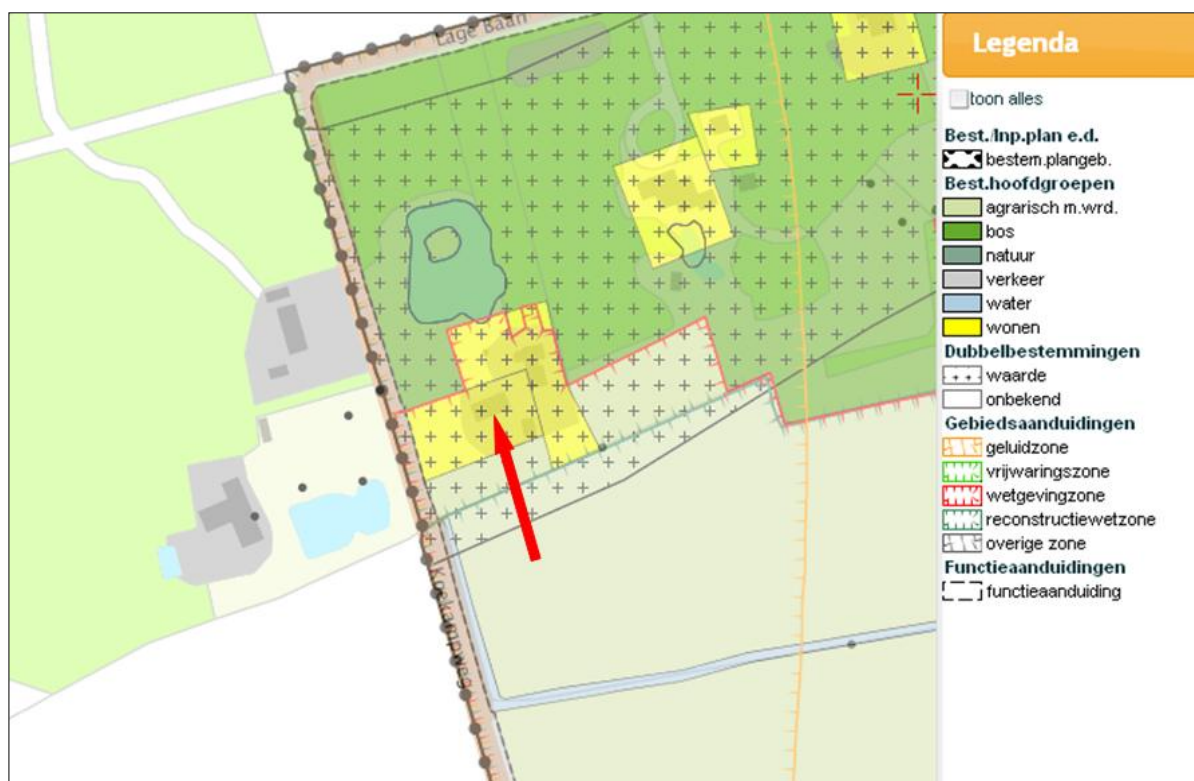 Lage Baan
Koekampweg
Legenda
toon alles
Best./Inp.plan e.d.
bestem.plangeb.
Best.hoofdgroepen
agrarisch m.wrd.
bos
natuur
verkeer
water
wonen
Dubbelbestemmingen
waarde
onbekend
Gebiedsaanduidingen
geluidzone
vrijwaringszone
wetgevingzone
reconstructiewetzone
overige zone
Functieaanduidingen
functieaanduiding